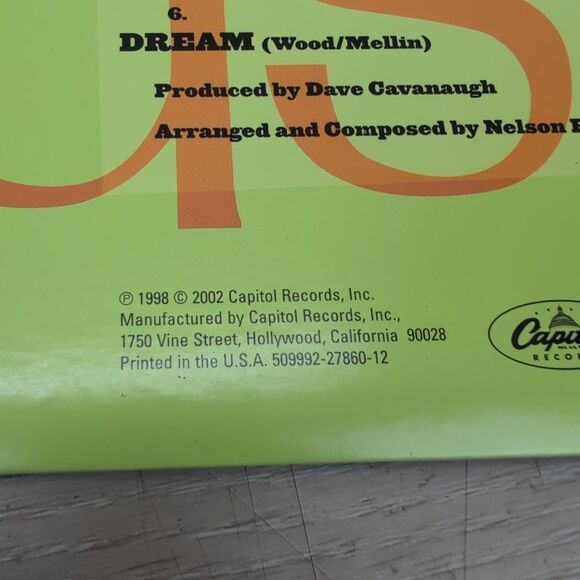 6.
DREAM (Wood/Mellin)
Produced by Dave Cavanaugh
Arranged and Composed by Nelson
℗ 1998 © 2002 Capitol Records, Inc.
Manufactured by Capitol Records, Inc.,
1750 Vine Street, Hollywood, California 90028
Printed in the U.S.A. 509992-27860-12